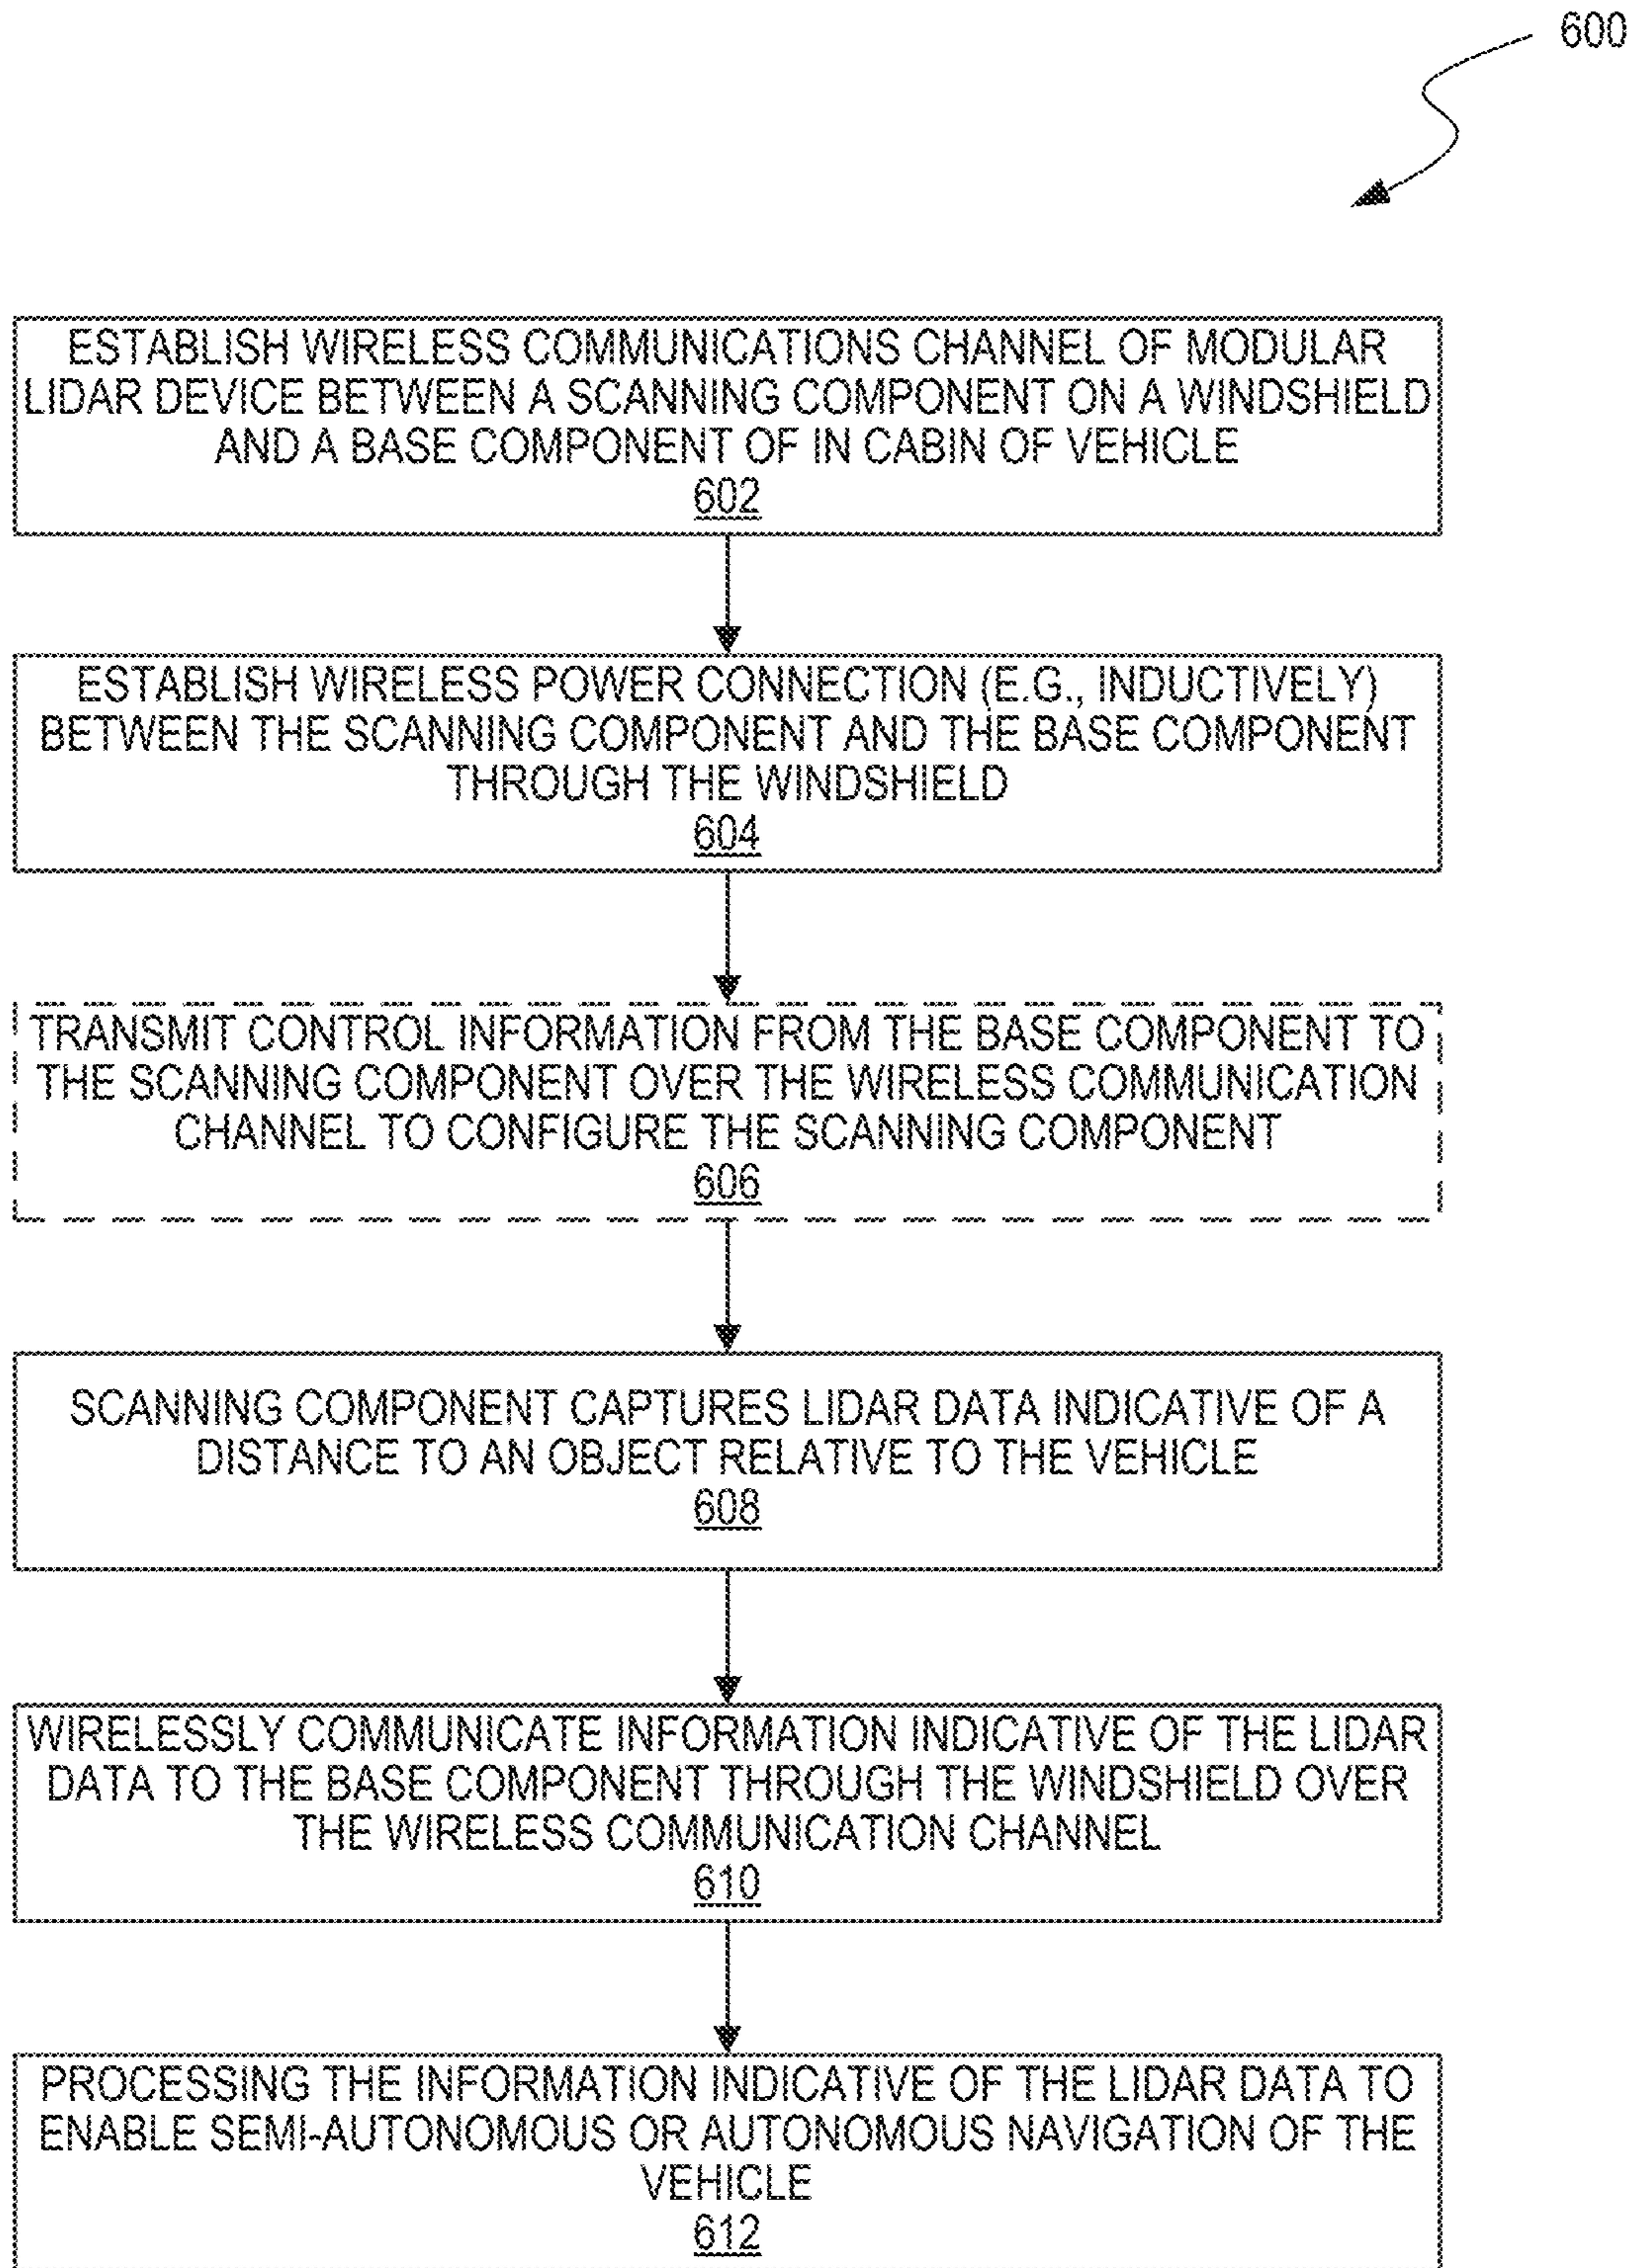 600
ESTABLISH WIRELESS COMMUNICATIONS CHANNEL OF MODULAR
LIDAR DEVICE BETWEEN A SCANNING COMPONENT ON A WINDSHIELD
AND A BASE COMPONENT OF IN CABIN OF VEHICLE
602
ESTABLISH WIRELESS POWER CONNECTION (E.G., INDUCTIVELY)
BETWEEN THE SCANNING COMPONENT AND THE BASE COMPONENT
THROUGH THE WINDSHIELD
604
TRANSMIT CONTROL INFORMATION FROM THE BASE COMPONENT TO
THE SCANNING COMPONENT OVER THE WIRELESS COMMUNICATION
CHANNEL TO CONFIGURE THE SCANNING COMPONENT
606
SCANNING COMPONENT CAPTURES LIDAR DATA INDICATIVE OF A
DISTANCE TO AN OBJECT RELATIVE TO THE VEHICLE
608
WIRELESSLY COMMUNICATE INFORMATION INDICATIVE OF THE LIDAR
DATA TO THE BASE COMPONENT THROUGH THE WINDSHIELD OVER
THE WIRELESS COMMUNICATION CHANNEL
610
PROCESSING THE INFORMATION INDICATIVE OF THE LIDAR DATA TO
ENABLE SEMI-AUTONOMOUS OR AUTONOMOUS NAVIGATION OF THE
VEHICLE
612